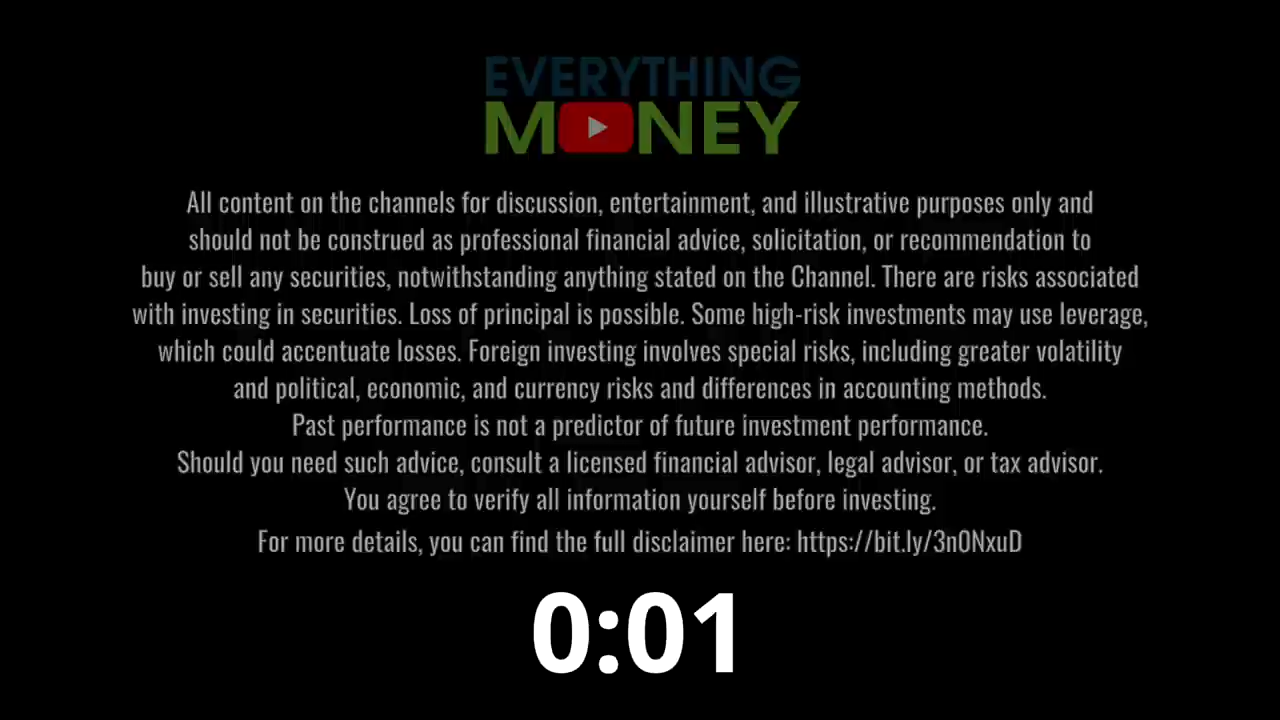 EVERYTHING
MONEY
All content on the channels for discussion, entertainment, and illustrative purposes only and
should not be construed as professional financial advice, solicitation, or recommendation to
buy or sell any securities, notwithstanding anything stated on the Channel. There are risks associated
with investing in securities. Loss of principal is possible. Some high-risk investments may use leverage,
which could accentuate losses. Foreign investing involves special risks, including greater volatility
and political, economic, and currency risks and differences in accounting methods.
Past performance is not a predictor of future investment performance.
Should you need such advice, consult a licensed financial advisor, legal advisor, or tax advisor.
You agree to verify all information yourself before investing.
For more details, you can find the full disclaimer here: https://bit.ly/3n0NxuD
0:01